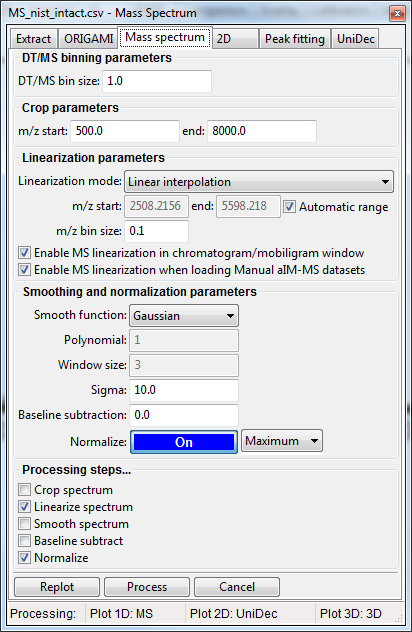 MS_nist_intact.csv - Mass Spectrum
Extract ORIGAMI Mass spectrum 2D Peak fitting UniDec
DT/MS binning parameters
DT/MS bin size: 1.0
Crop parameters
m/z start: 500.0 end: 8000.0
Linearization parameters
Linearization mode: Linear interpolation
m/z start: 2508.2156 end: 5598.218 Automatic range
m/z bin size: 0.1
Enable MS linearization in chromatogram/mobiligram window
Enable MS linearization when loading Manual aIM-MS datasets
Smoothing and normalization parameters
Smooth function: Gaussian
Polynomial: 1
Window size: 3
Sigma: 10.0
Baseline subtraction: 0.0
Normalize: On Maximum
Processing steps...
Crop spectrum
Linearize spectrum
Smooth spectrum
Baseline subtract
Normalize
Replot Process Cancel
Processing: Plot 1D: MS Plot 2D: UniDec Plot 3D: 3D